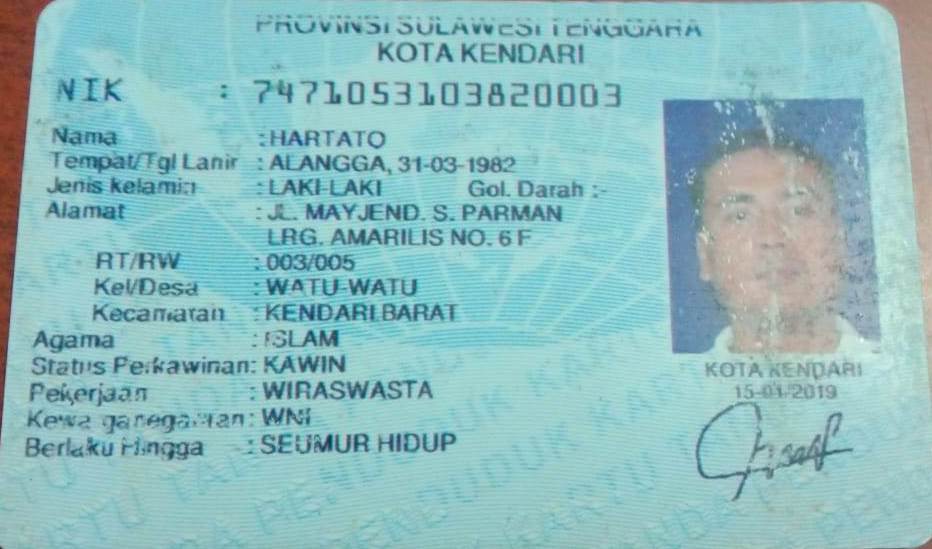 PROVINSI SULAWESI TENGGARA
KOTA KENDARI
NIK : 7471053103820003
Nama : HARTATO
Tempat/Tgl Lahir : ALANGGA, 31-03-1982
Jenis kelamin : LAKI-LAKI Gol. Darah :-
Alamat : JL. MAYJEND. S. PARMAN
LRG. AMARILIS NO. 6 F
RT/RW : 003/005
Kel/Desa : WATU-WATU
Kecamatan : KENDARI BARAT
Agama : ISLAM
Status Perkawinan: KAWIN
Pekerjaan : WIRASWASTA
Kewarganegaraan: WNI
Berlaku Hingga : SEUMUR HIDUP
KOTA KENDARI
15-01-2019